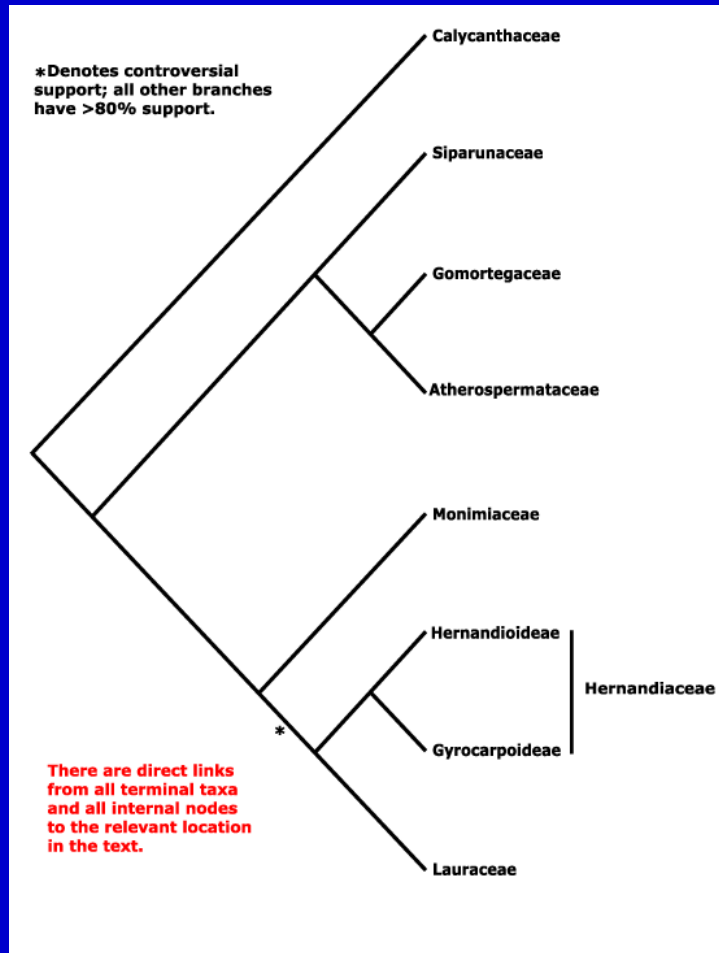 Calycanthaceae
*Denotes controversial
support; all other branches
have >80% support.
Siparunaceae
Gomortegaceae
Atherospermataceae
Monimiaceae
Hernandioideae
Hernandiaceae
*
Gyrocarpoideae
There are direct links
from all terminal taxa
and all internal nodes
to the relevant location
in the text.
Lauraceae